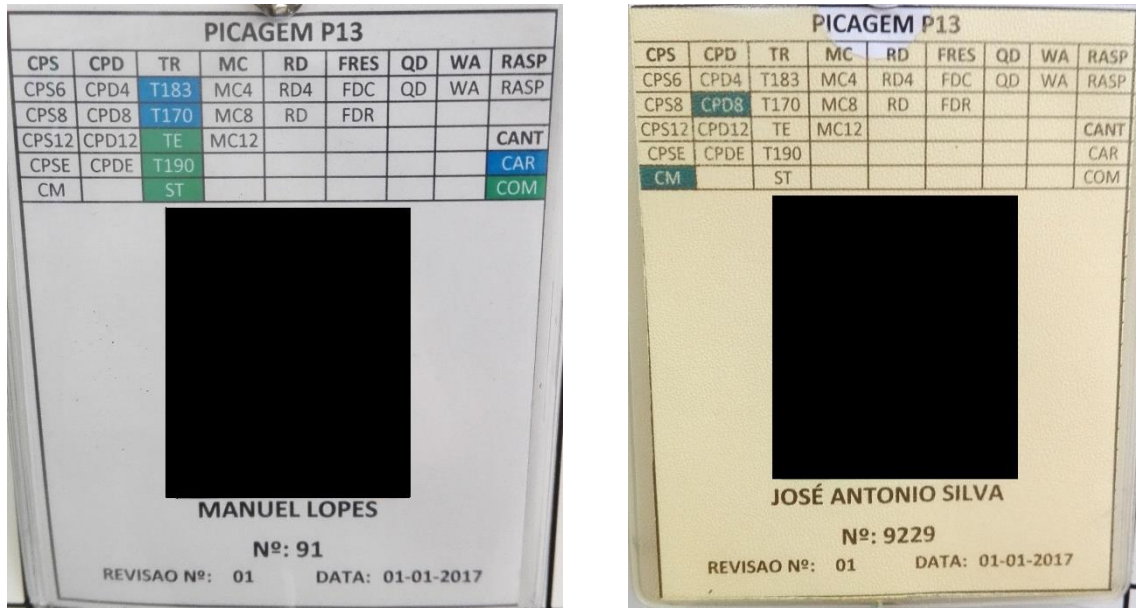 PICAGEM P13
CPS CPD TR MC RD FRES QD WA RASP
CPS6 CPD4 T183 MC4 RD4 FDC QD WA RASP
CPS8 CPD8 T170 MC8 RD FDR
CPS12 CPD12 TE MC12 CANT
CPSE CPDE T190 CAR
CM ST COM
MANUEL LOPES
Nº: 91
REVISAO Nº: 01 DATA: 01-01-2017
PICAGEM P13
CPS CPD TR MC RD FRES QD WA RASP
CPS6 CPD4 T183 MC4 RD4 FDC QD WA RASP
CPS8 CPD8 T170 MC8 RD FDR
CPS12 CPD12 TE MC12 CANT
CPSE CPDE T190 CAR
CM ST COM
JOSÉ ANTONIO SILVA
Nº: 9229
REVISAO Nº: 01 DATA: 01-01-2017